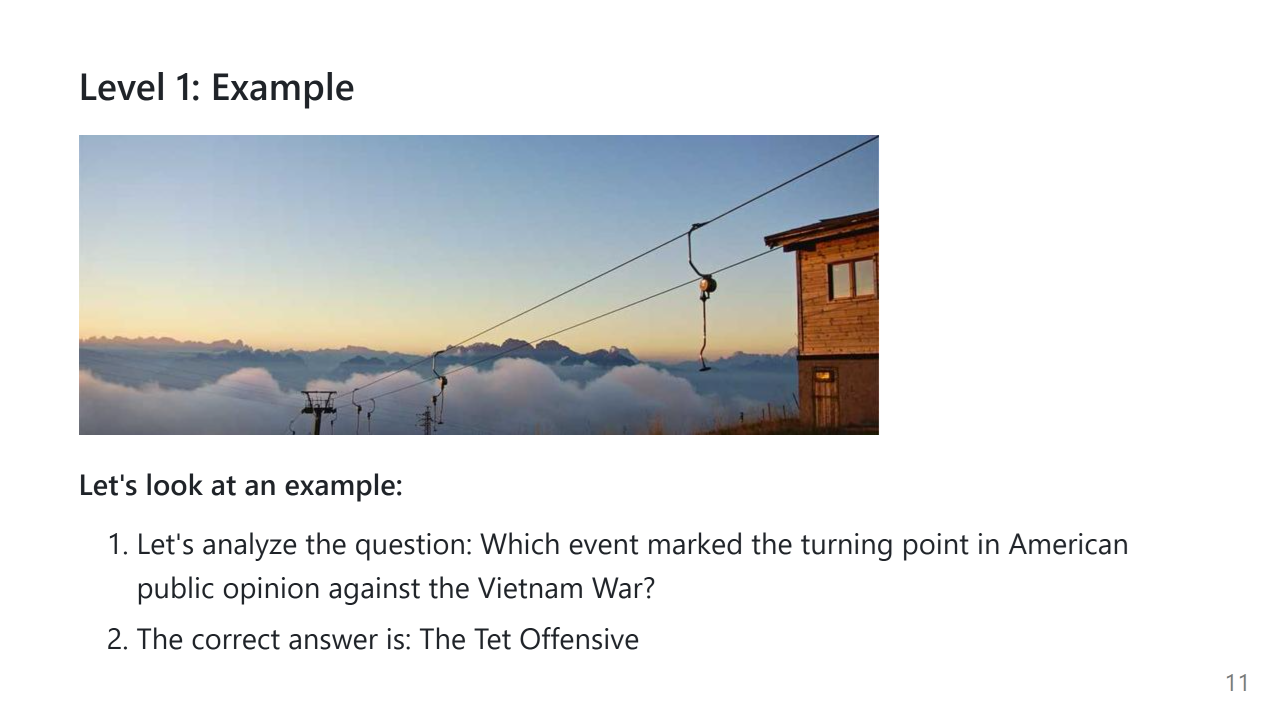 Level 1: Example
Let's look at an example:
1. Let's analyze the question: Which event marked the turning point in American
public opinion against the Vietnam War?
2. The correct answer is: The Tet Offensive
11